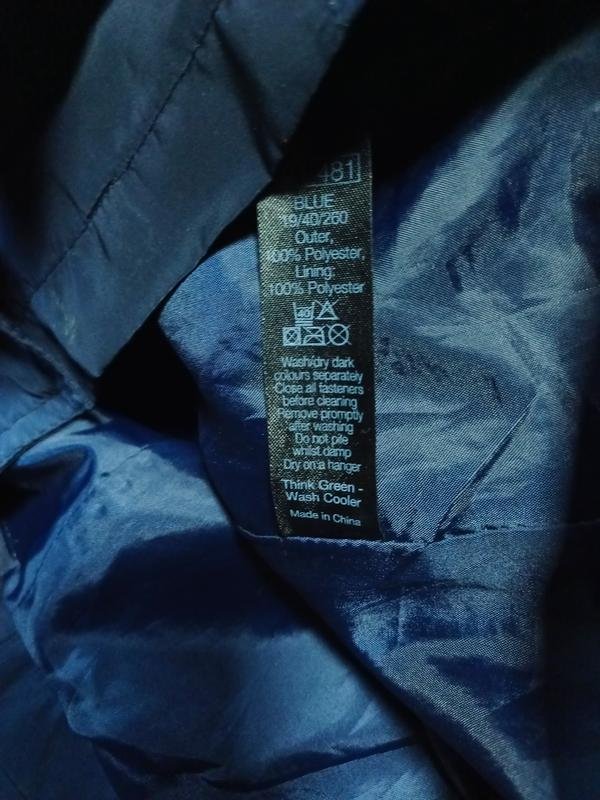 481
BLUE
19/40/260
Outer,
100% Polyester,
Lining:
100% Polyester
40
Wash/dry dark
colours separately
Close all fasteners
before cleaning
Remove promptly
after washing
Do not pile
whilst damp
Dry on a hanger
Think Green -
Wash Cooler
Made in China